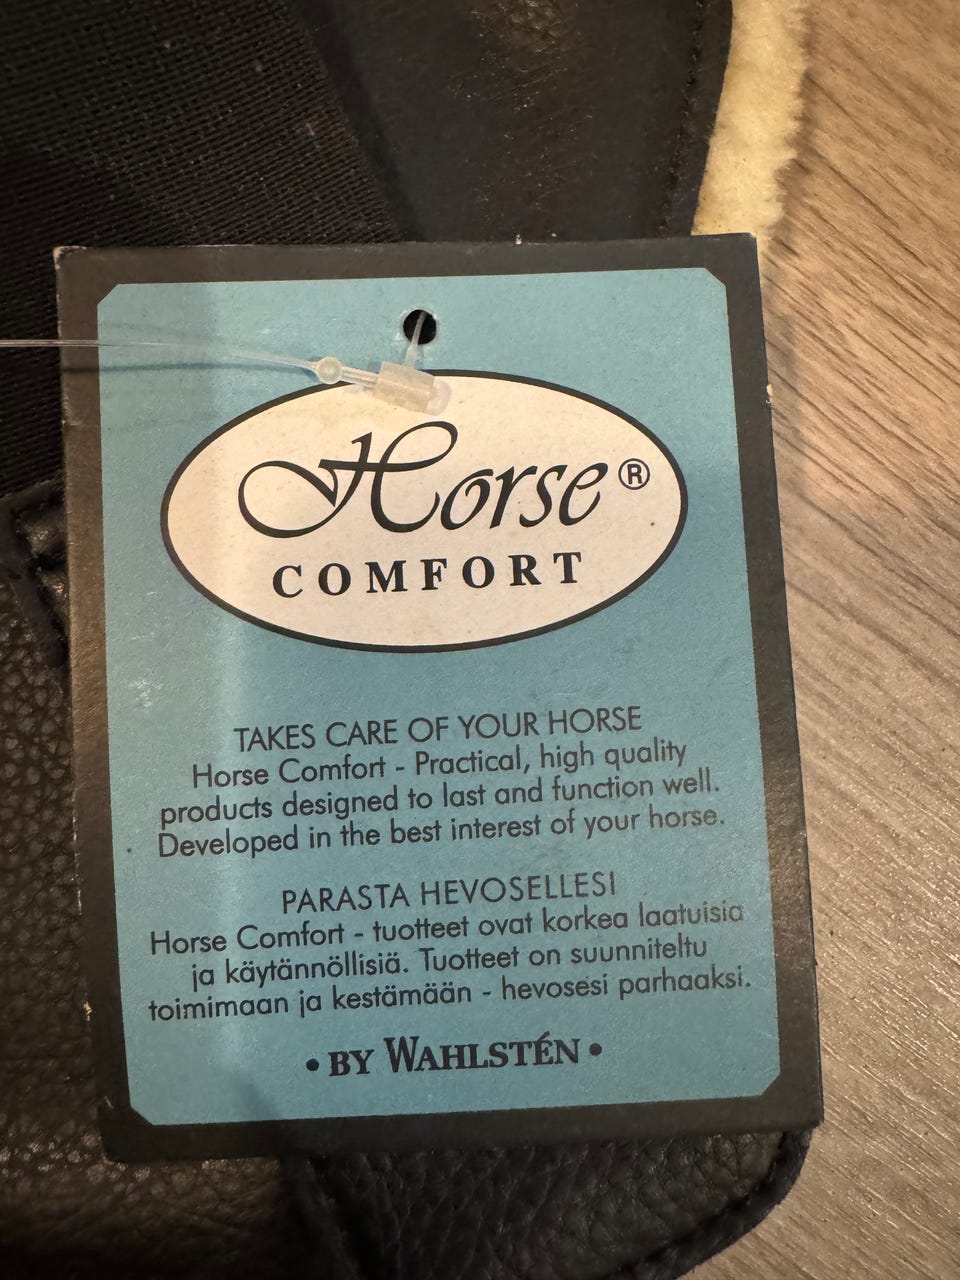 Horse®
COMFORT
TAKES CARE OF YOUR HORSE
Horse Comfort - Practical, high quality
products designed to last and function well.
Developed in the best interest of your horse.
PARASTA HEVOSELLESI
Horse Comfort - tuotteet ovat korkea laatuisia
ja käytännöllisiä. Tuotteet on suunniteltu
toimimaan ja kestämään - hevosesi parhaaksi.
• BY WAHLSTÉN •